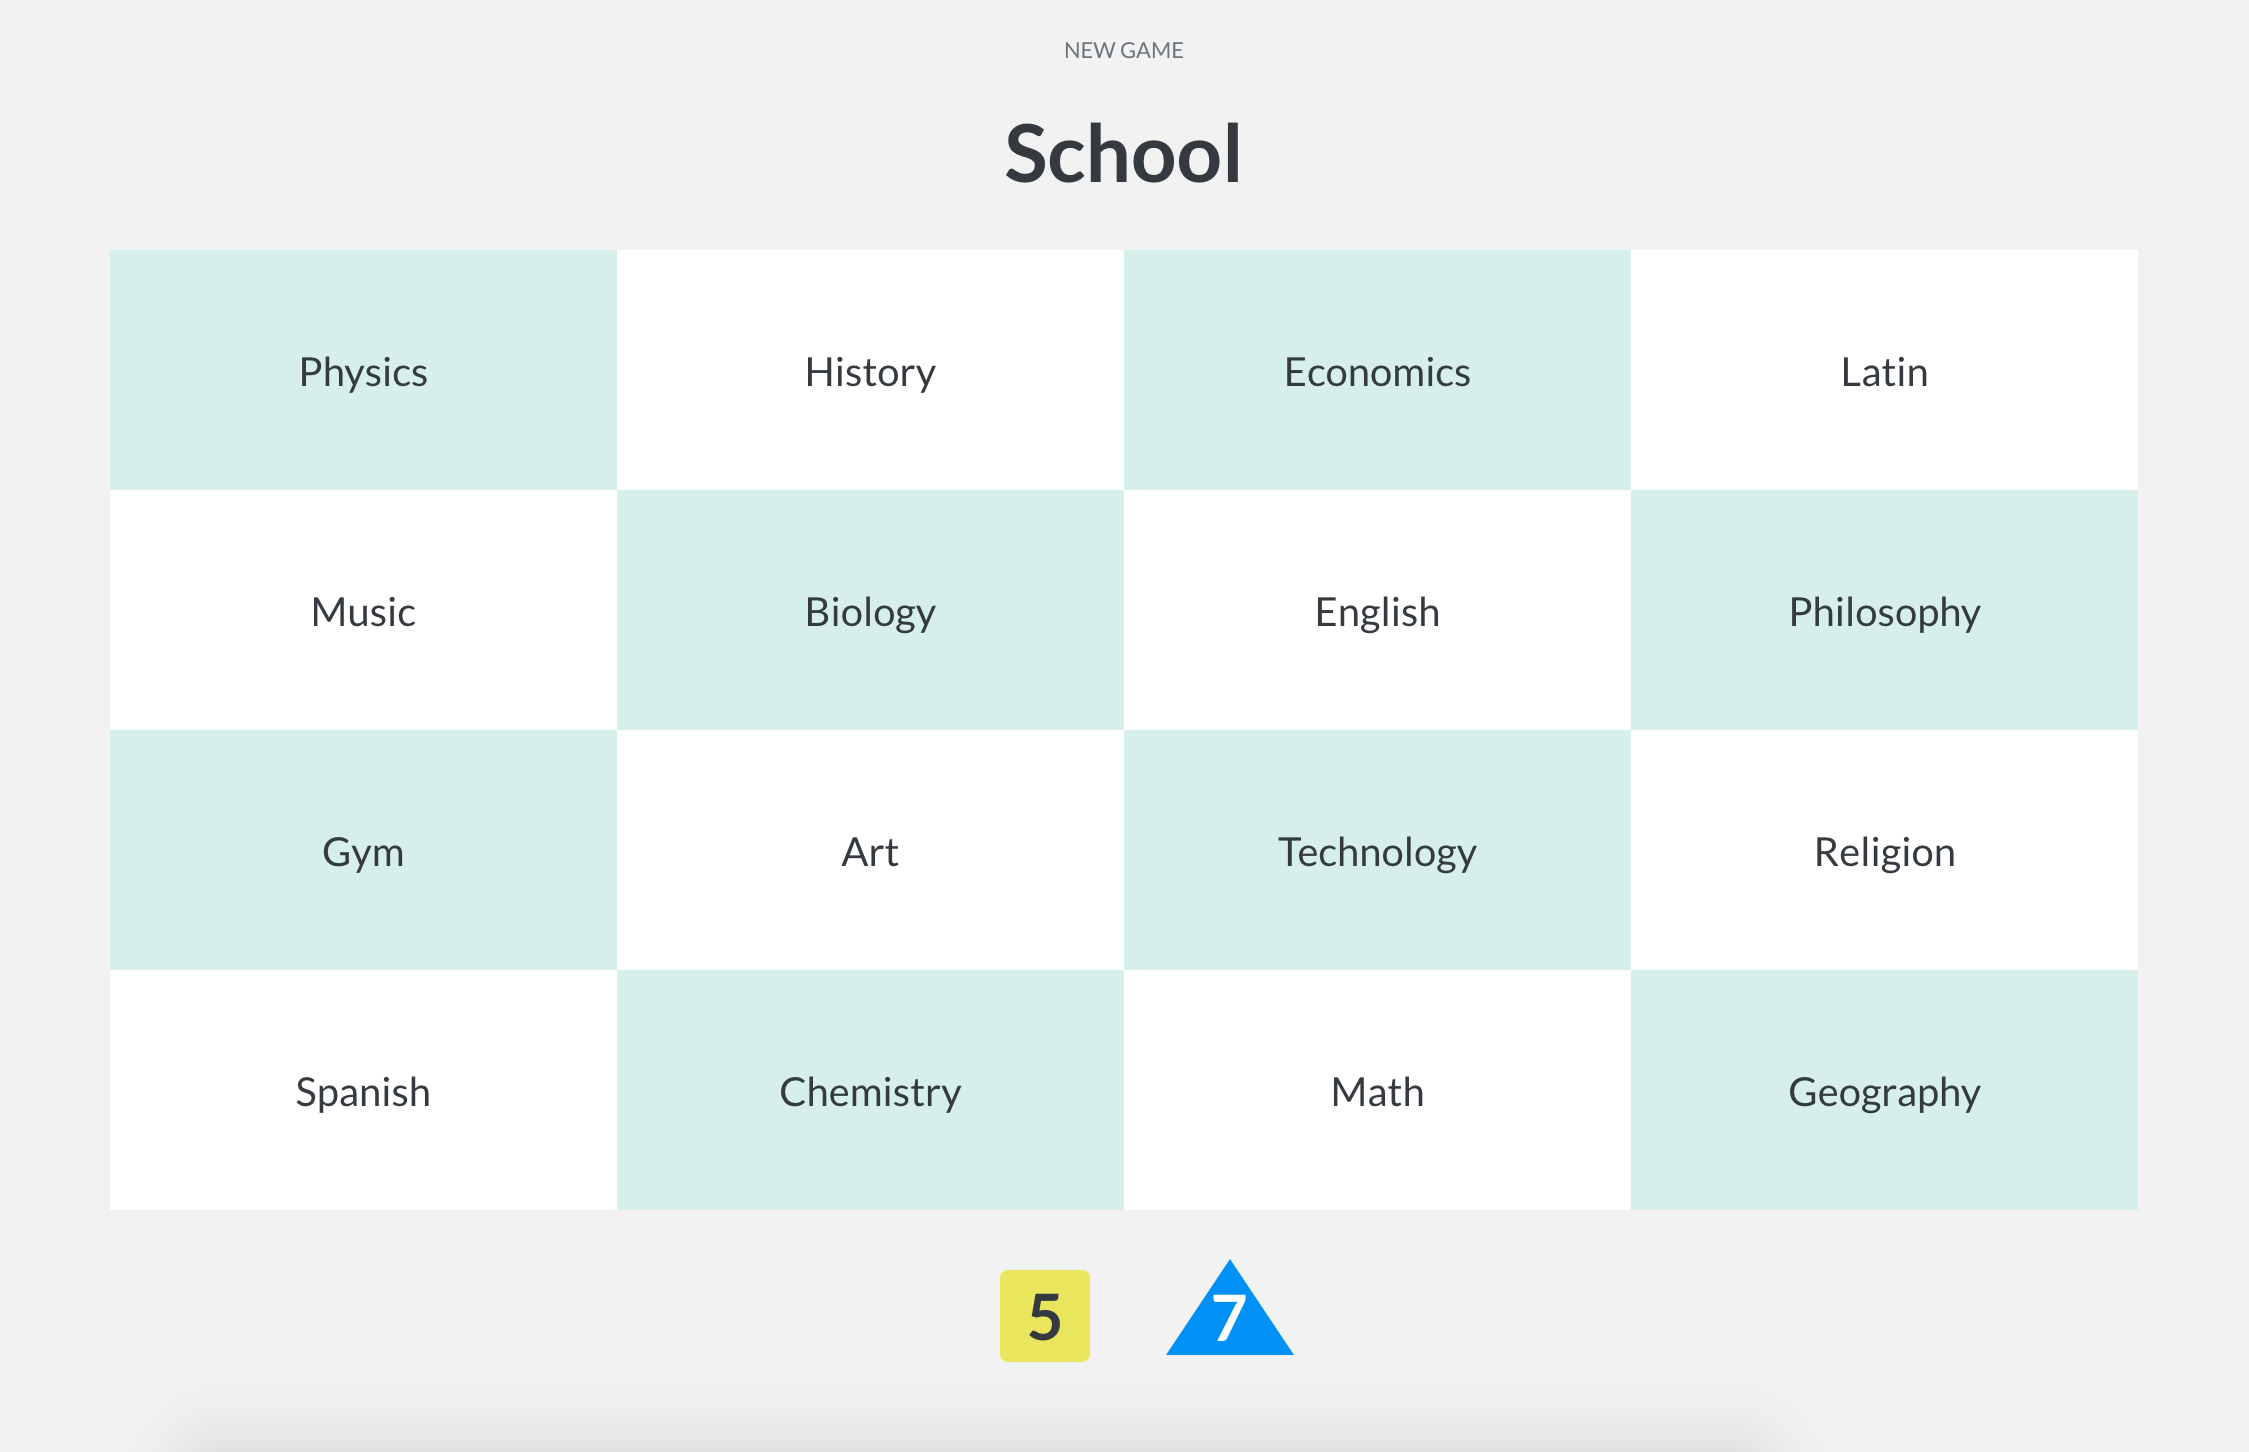 NEW GAME
School
Physics
History
Economics
Latin
Music
Biology
English
Philosophy
Gym
Art
Technology
Religion
Spanish
Chemistry
Math
Geography
5
7